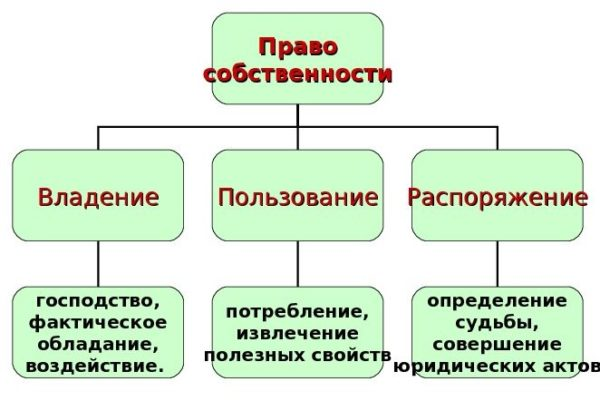 Право
собственности
Владение
Пользование
Распоряжение
господство,
фактическое
обладание,
воздействие.
потребление,
извлечение
полезных свойств
определение
судьбы,
совершение
юридических актов